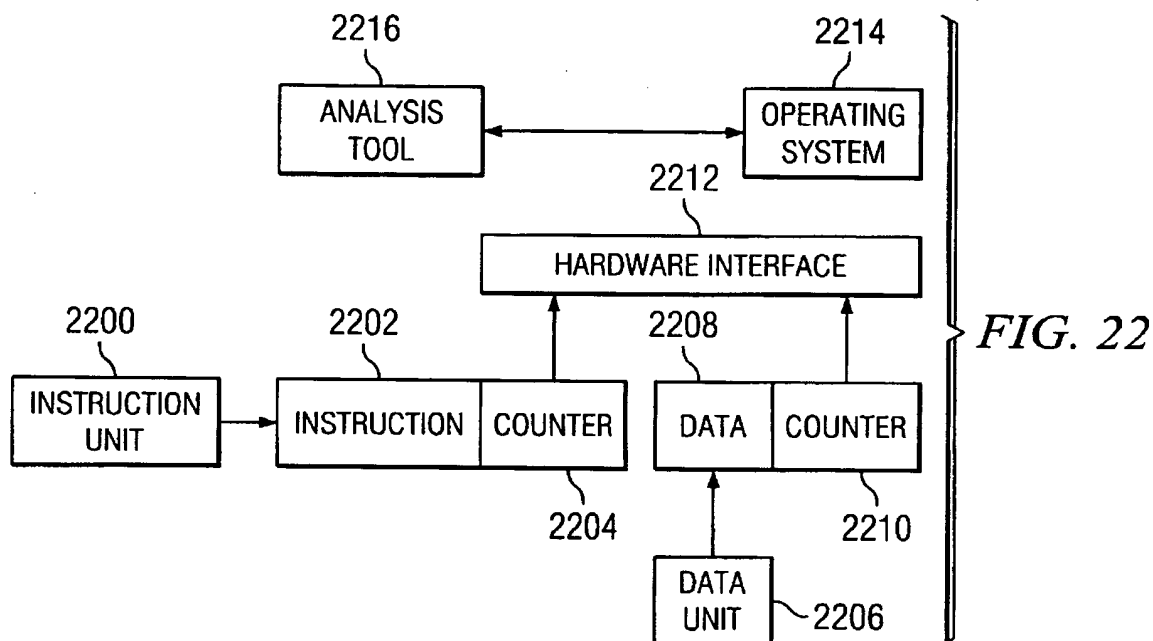 2216
2214
ANALYSIS
TOOL
OPERATING
SYSTEM
2212
HARDWARE INTERFACE
2200
2202
2208
INSTRUCTION
UNIT
INSTRUCTION
COUNTER
DATA
COUNTER
FIG. 22
2204
2210
DATA
UNIT
2206